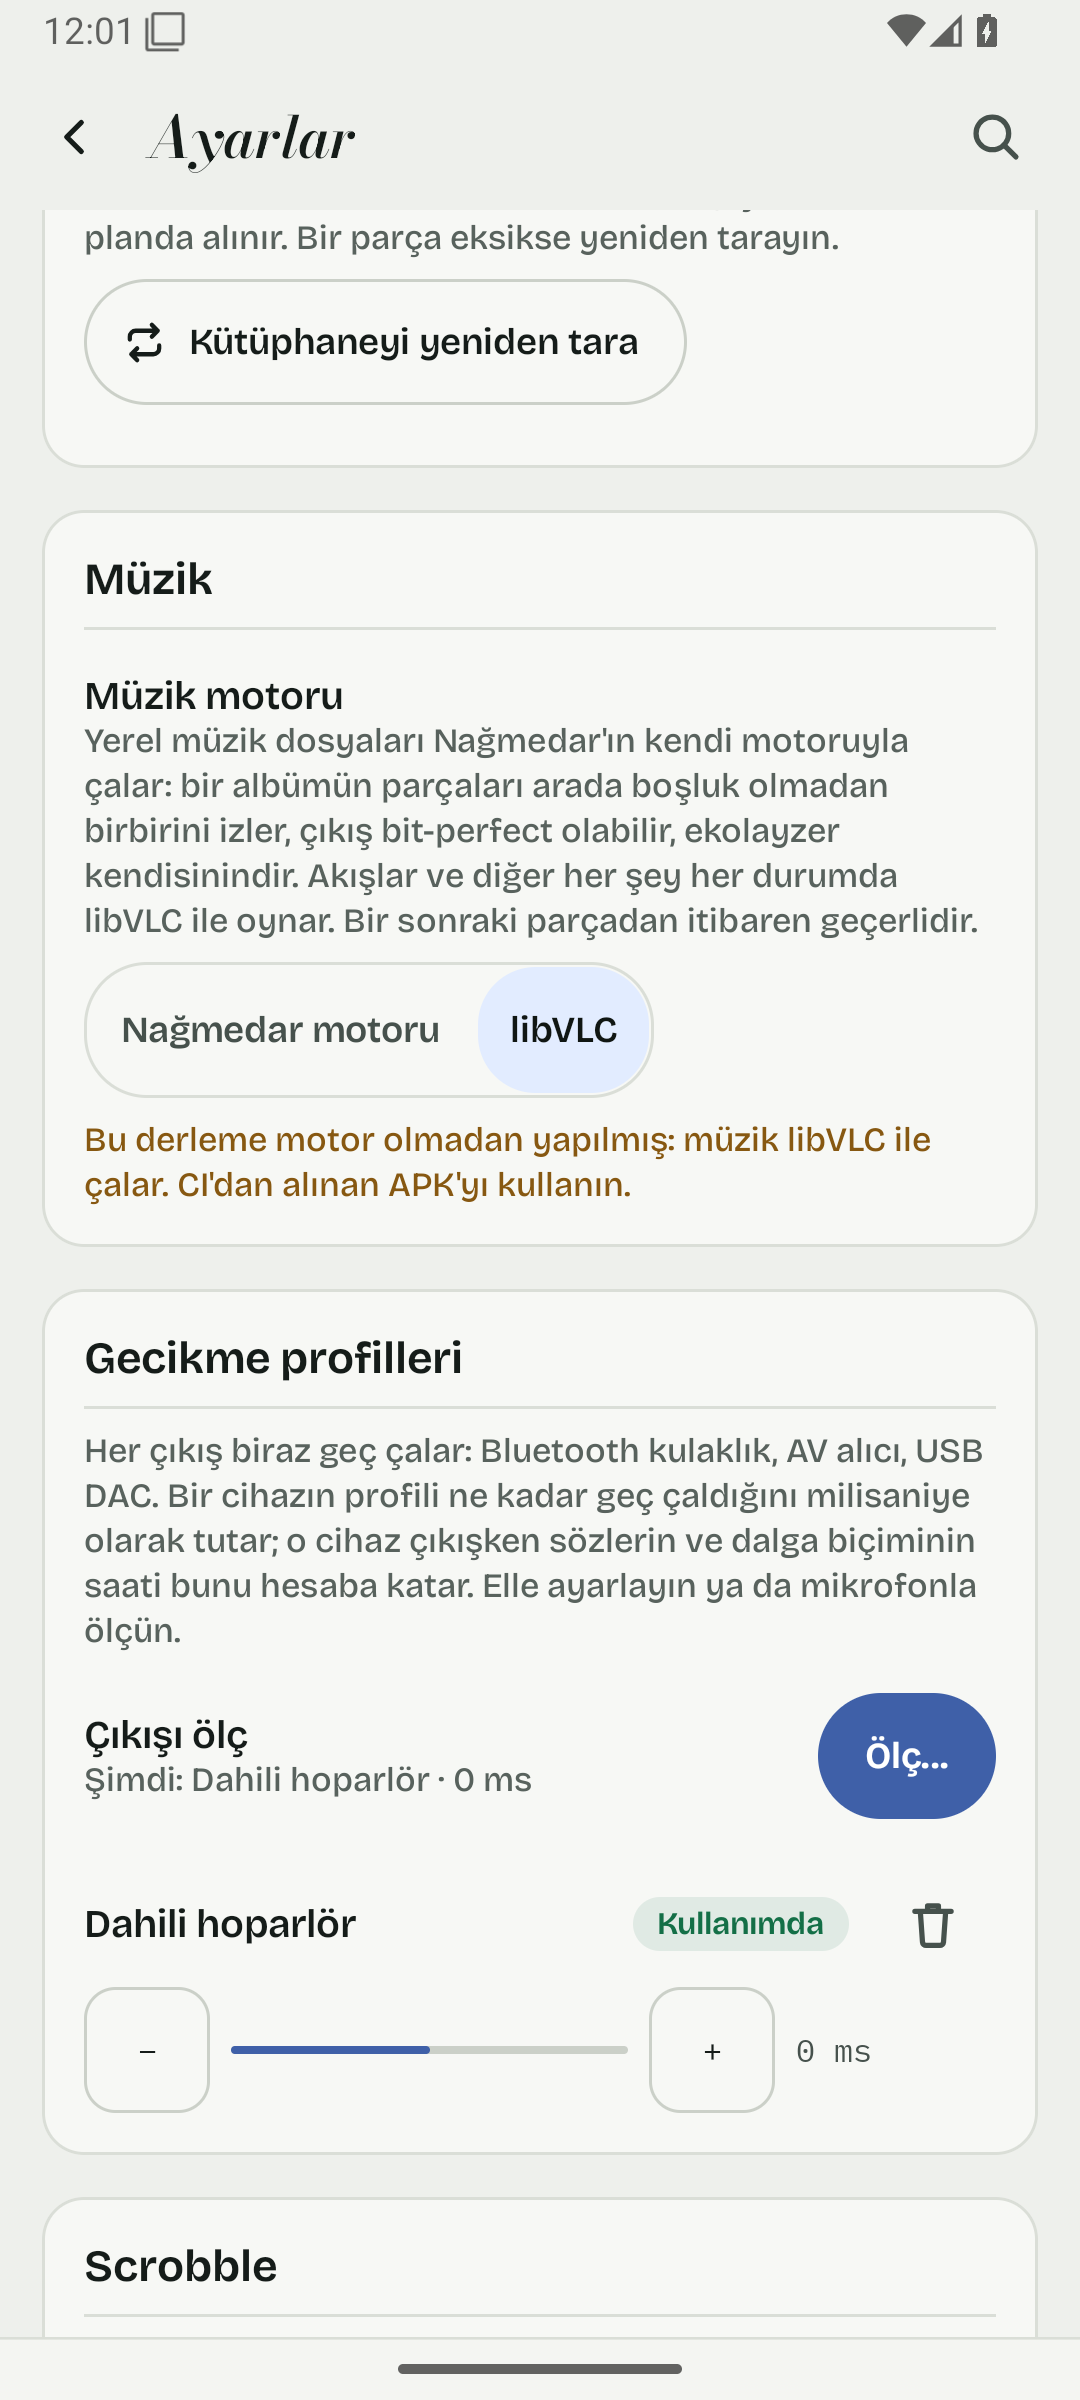 12:01
Ayarlar
planda alınır. Bir parça eksikse yeniden tarayın.
Kütüphaneyi yeniden tara
Müzik
Müzik motoru
Yerel müzik dosyaları Nağmedar'ın kendi motoruyla
çalar: bir albümün parçaları arada boşluk olmadan
birbirini izler, çıkış bit-perfect olabilir, ekolayzer
kendisinindir. Akışlar ve diğer her şey her durumda
libVLC ile oynar. Bir sonraki parçadan itibaren geçerlidir.
Nağmedar motoru libVLC
Bu derleme motor olmadan yapılmış: müzik libVLC ile
çalar. CI'dan alınan APK'yı kullanın.
Gecikme profilleri
Her çıkış biraz geç çalar: Bluetooth kulaklık, AV alıcı, USB
DAC. Bir cihazın profili ne kadar geç çaldığını milisaniye
olarak tutar; o cihaz çıkışken sözlerin ve dalga biçiminin
saati bunu hesaba katar. Elle ayarlayın ya da mikrofonla
ölçün.
Çıkışı ölç
Şimdi: Dahili hoparlör · 0 ms
Ölç...
Dahili hoparlör Kullanımda
− + 0 ms
Scrobble